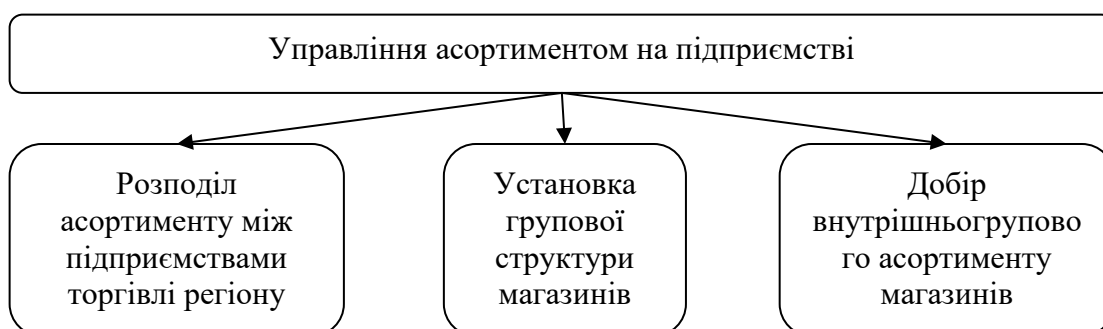 Управління асортиментом на підприємстві
Розподіл
асортименту між
підприємствами
торгівлі регіону
Установка
групової
структури
магазинів
Добір
внутрішньогрупово
го асортименту
магазинів